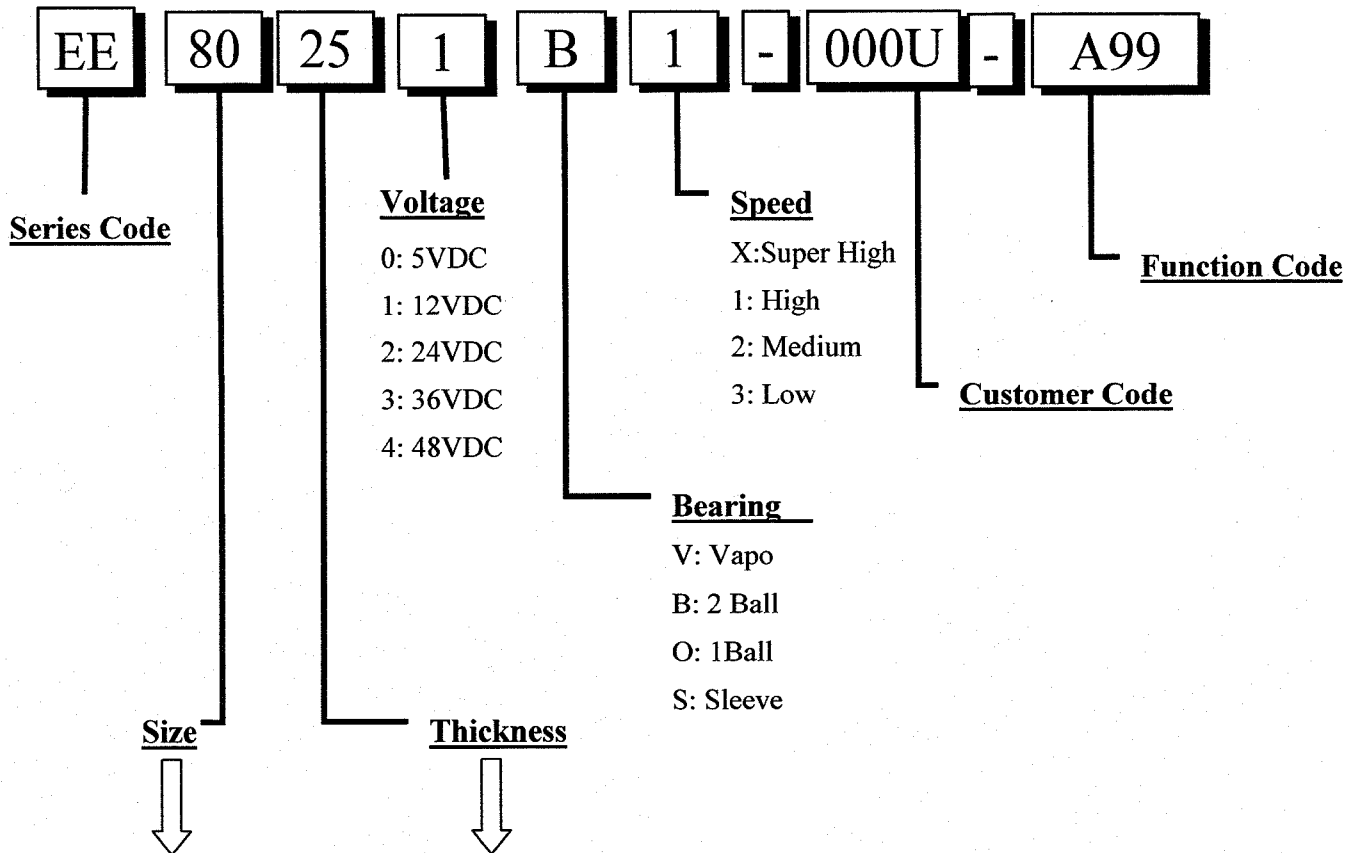 EE 80 25 1 B 1 - 000U - A99
Series Code
Voltage
0: 5VDC
1: 12VDC
2: 24VDC
3: 36VDC
4: 48VDC
Speed
X:Super High
1: High
2: Medium
3: Low
Function Code
Customer Code
Bearing
V: Vapo
B: 2 Ball
O: 1Ball
S: Sleeve
Size
Thickness